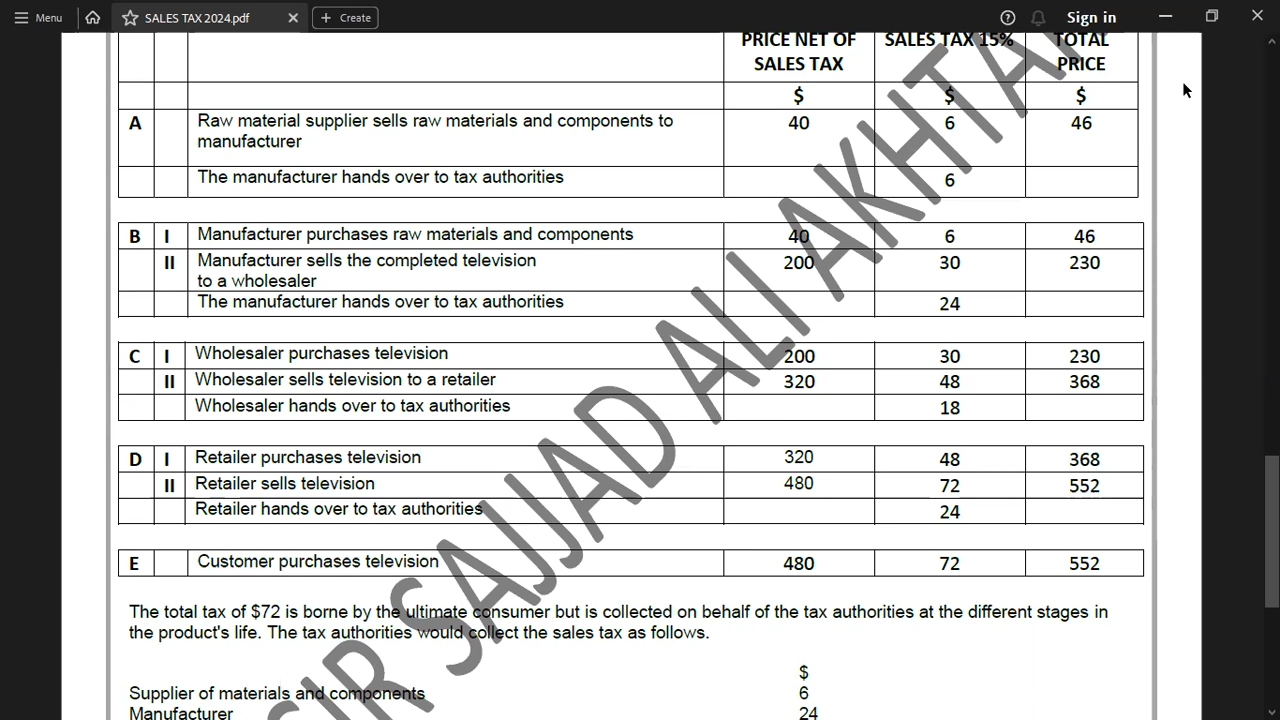 Menu SALES TAX 2024.pdf Create Sign in
PRICE NET OF SALES TAX 15% TOTAL
SALES TAX PRICE
$ $ $
A Raw material supplier sells raw materials and components to 40 6 46
manufacturer
The manufacturer hands over to tax authorities 6
B I Manufacturer purchases raw materials and components 40 6 46
II Manufacturer sells the completed television 200 30 230
to a wholesaler
The manufacturer hands over to tax authorities 24
C I Wholesaler purchases television 200 30 230
II Wholesaler sells television to a retailer 320 48 368
Wholesaler hands over to tax authorities 18
D I Retailer purchases television 320 48 368
II Retailer sells television 480 72 552
Retailer hands over to tax authorities 24
E Customer purchases television 480 72 552
The total tax of $72 is borne by the ultimate consumer but is collected on behalf of the tax authorities at the different stages in
the product's life. The tax authorities would collect the sales tax as follows.
$
Supplier of materials and components 6
Manufacturer 24
SIR SAJJAD ALI AKHTAR